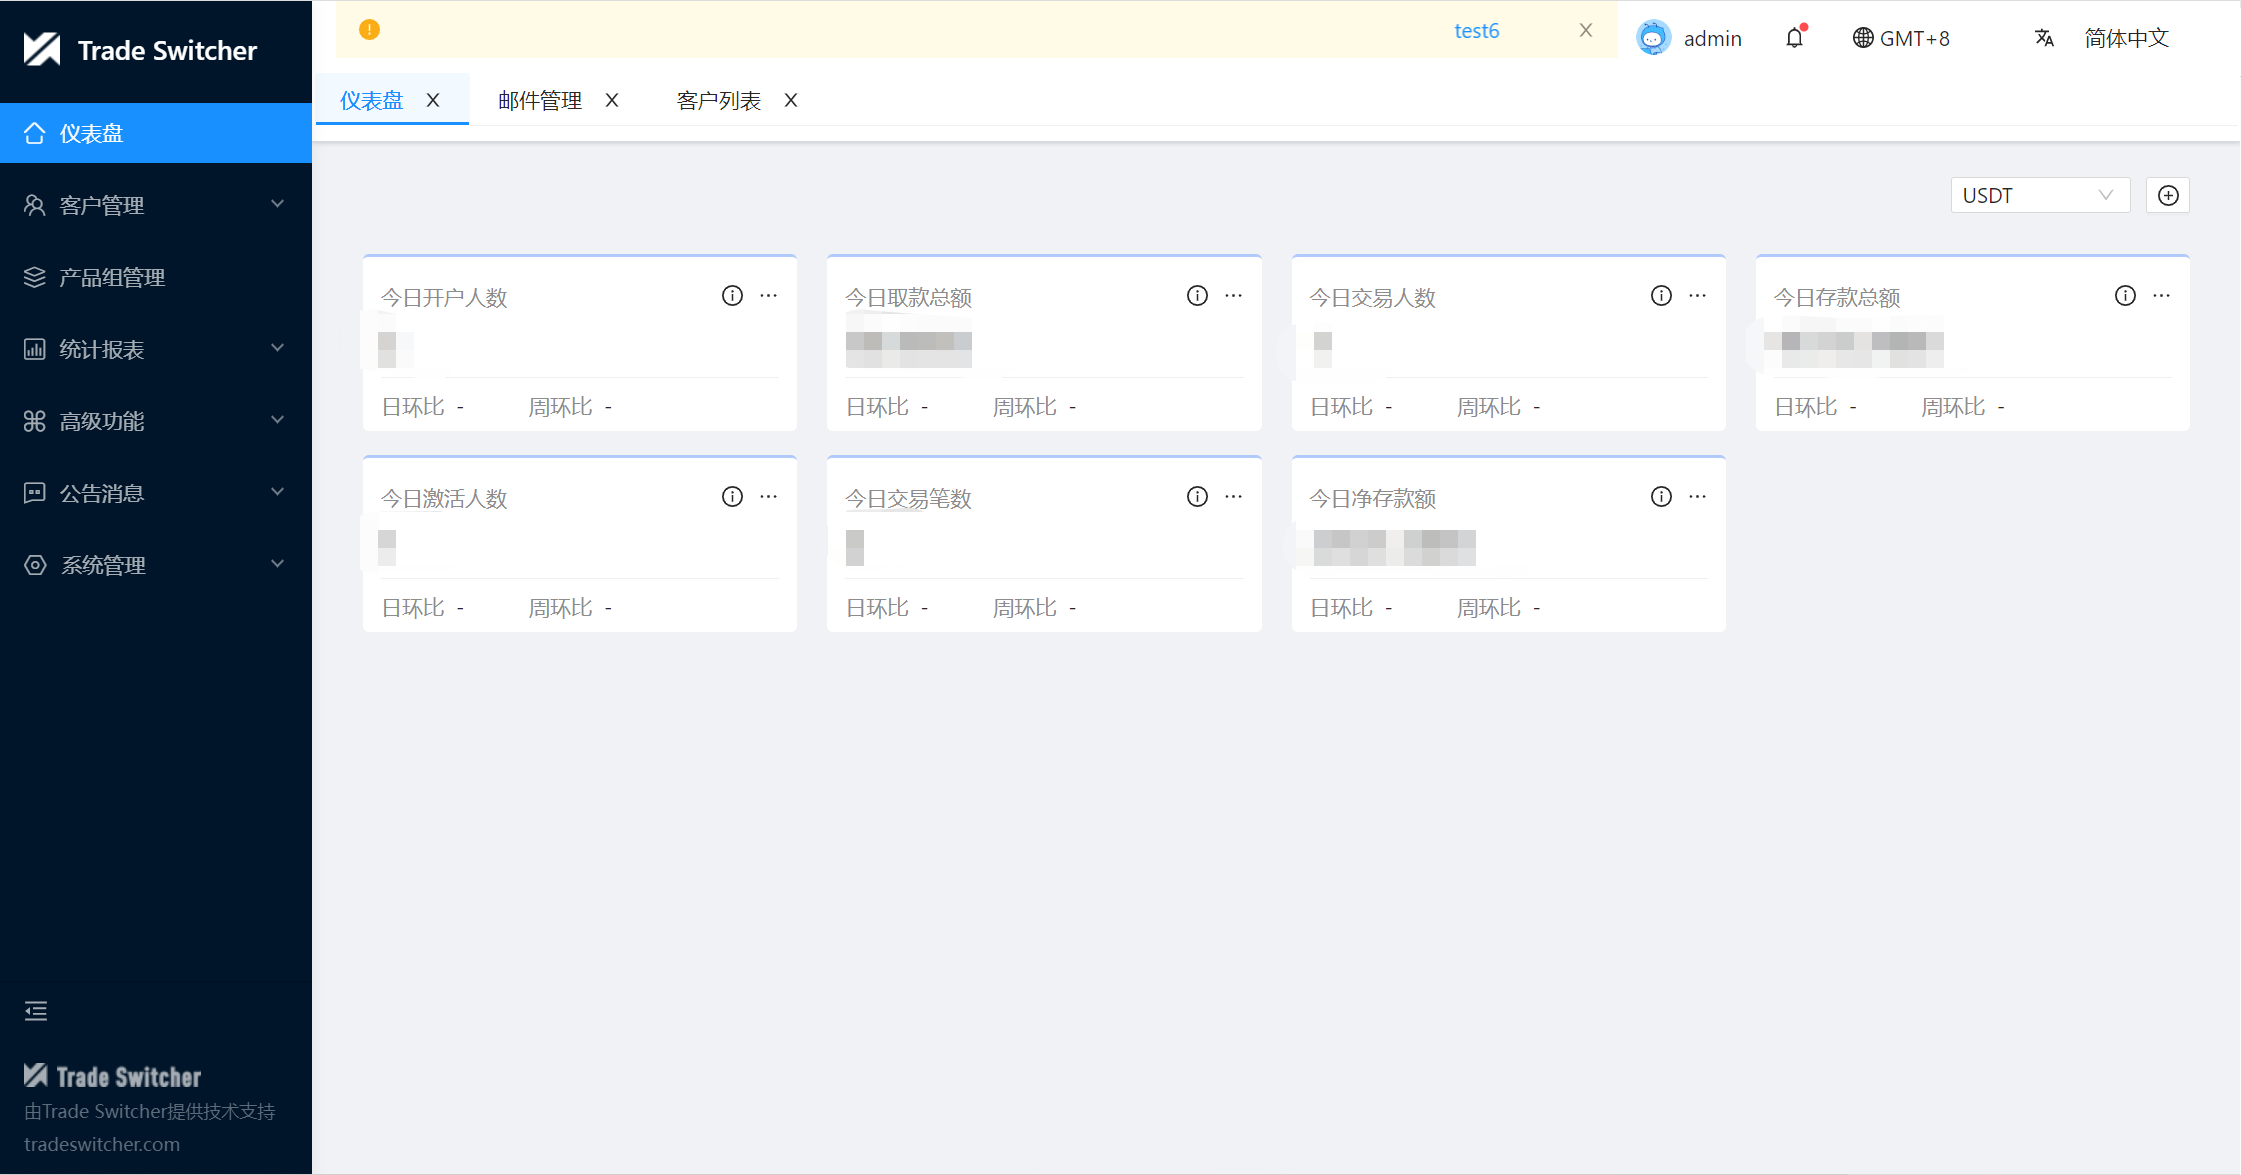 Trade Switcher
test6
admin
GMT+8
简体中文
仪表盘
邮件管理
客户列表
仪表盘
客户管理
产品组管理
统计报表
高级功能
公告消息
系统管理
USDT
今日开户人数
日环比 -
周环比 -
今日取款总额
日环比 -
周环比 -
今日交易人数
日环比 -
周环比 -
今日存款总额
日环比 -
周环比 -
今日激活人数
日环比 -
周环比 -
今日交易笔数
日环比 -
周环比 -
今日净存款额
日环比 -
周环比 -
Trade Switcher
由Trade Switcher提供技术支持
tradeswitcher.com